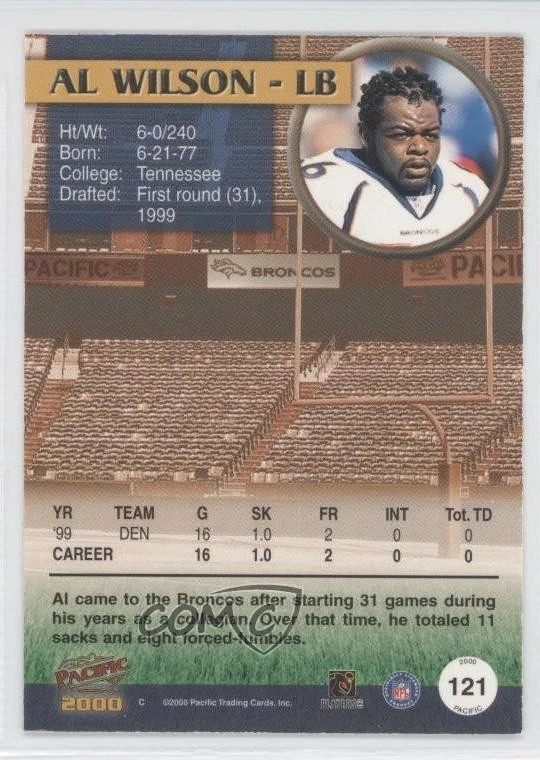 AL WILSON - LB
Ht/Wt: 6-0/240
Born: 6-21-77
College: Tennessee
Drafted: First round (31),
1999
BRONCOS
PACIFIC
BRONCOS
PACI
YR TEAM G SK FR INT Tot. TD
'99 DEN 16 1.0 2 0 0
CAREER 16 1.0 2 0 0
Al came to the Broncos after starting 31 games during
his years as a collegian. Over that time, he totaled 11
sacks and eight forced-fumbles.
COMC
PACIFIC
2000
C ©2000 Pacific Trading Cards, Inc.
PLAYERS
NFL
2000
121
PACIFIC